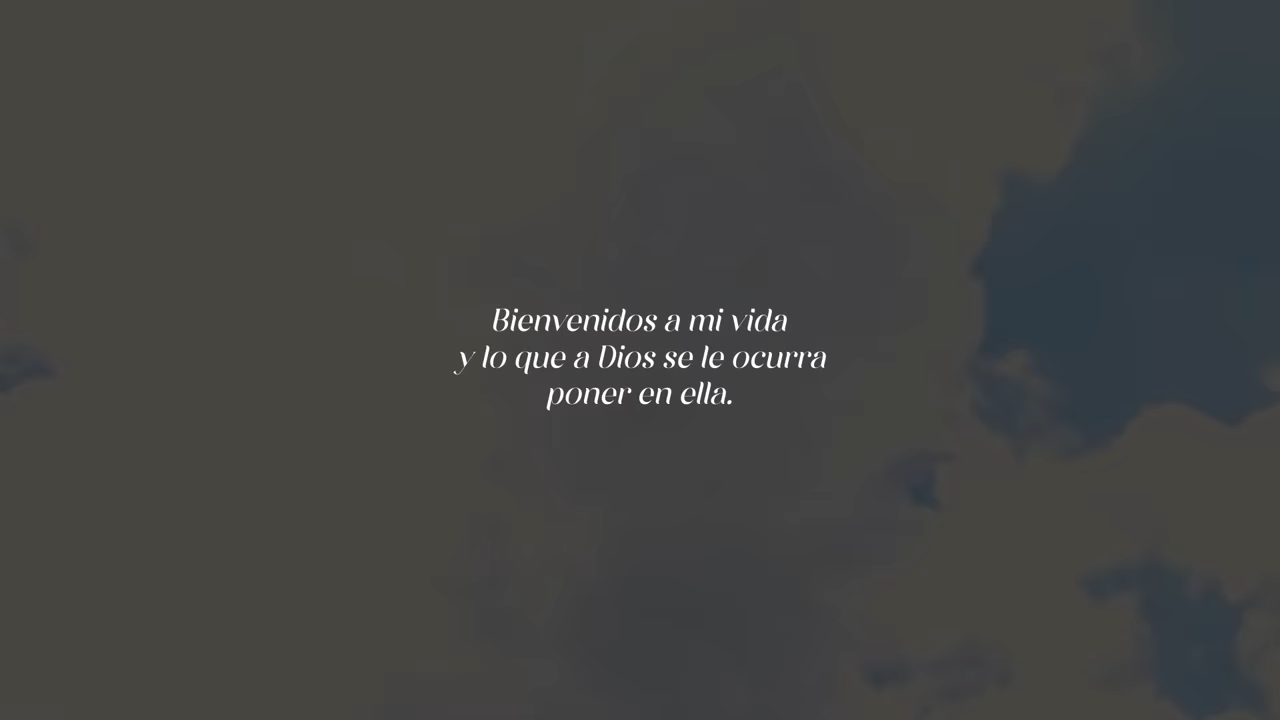 Bienvenidos a mi vida
y lo que a Dios se le ocurra
poner en ella.